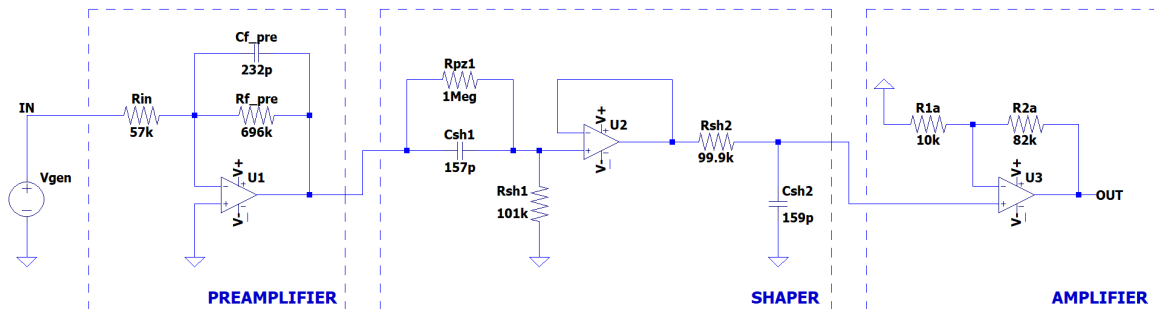 Cf_pre
232p
Rin
57k
Rf_pre
696k
IN
Vgen
V+
U1
V-
PREAMPLIFIER
Rpz1
1Meg
Csh1
157p
Rsh1
101k
V+
U2
V-
Rsh2
99.9k
Csh2
159p
SHAPER
R1a
10k
R2a
82k
V+
U3
V-
OUT
AMPLIFIER